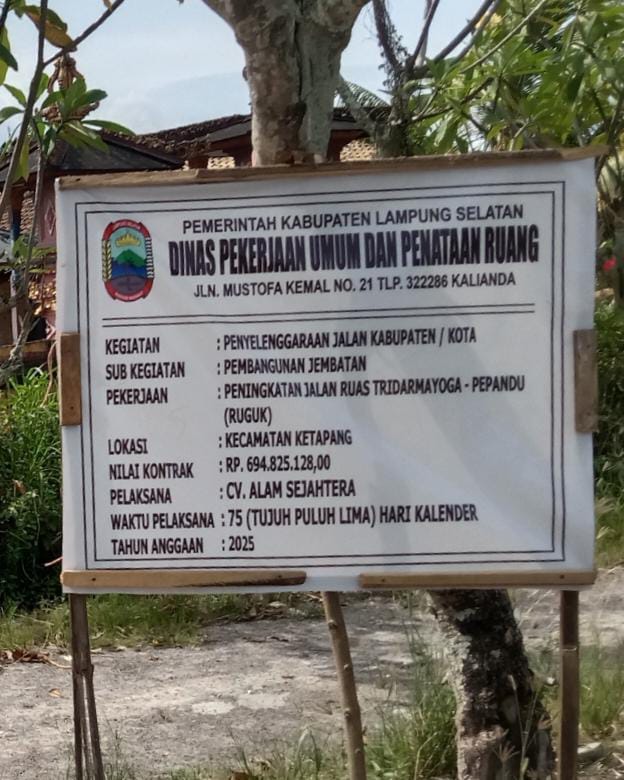 PEMERINTAH KABUPATEN LAMPUNG SELATAN
DINAS PEKERJAAN UMUM DAN PENATAAN RUANG
JLN. MUSTOFA KEMAL NO. 21 TLP. 322286 KALIANDA
KEGIATAN : PENYELENGGARAAN JALAN KABUPATEN / KOTA
SUB KEGIATAN : PEMBANGUNAN JEMBATAN
PEKERJAAN : PENINGKATAN JALAN RUAS TRIDARMAYOGA - PEPANDU
(RUGUK)
LOKASI : KECAMATAN KETAPANG
NILAI KONTRAK : RP. 694.825.128,00
PELAKSANA : CV. ALAM SEJAHTERA
WAKTU PELAKSANA : 75 (TUJUH PULUH LIMA) HARI KALENDER
TAHUN ANGGAAN : 2025